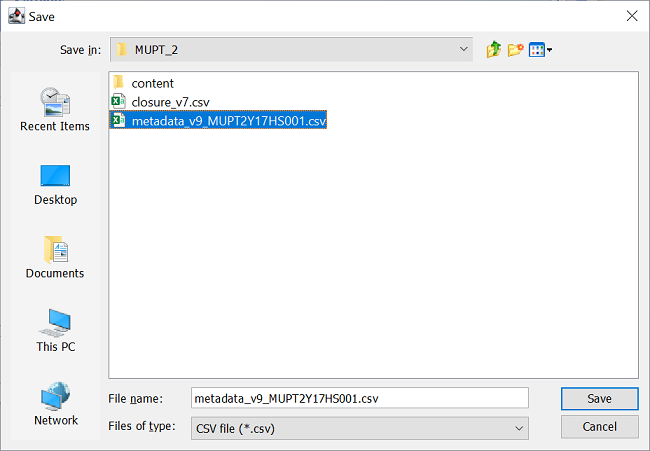 Save
Save in: MUPT_2
content
closure_v7.csv
metadata_v9_MUPT2Y17HS001.csv
Recent Items
Desktop
Documents
This PC
Network
File name: metadata_v9_MUPT2Y17HS001.csv Save
Files of type: CSV file (*.csv) Cancel